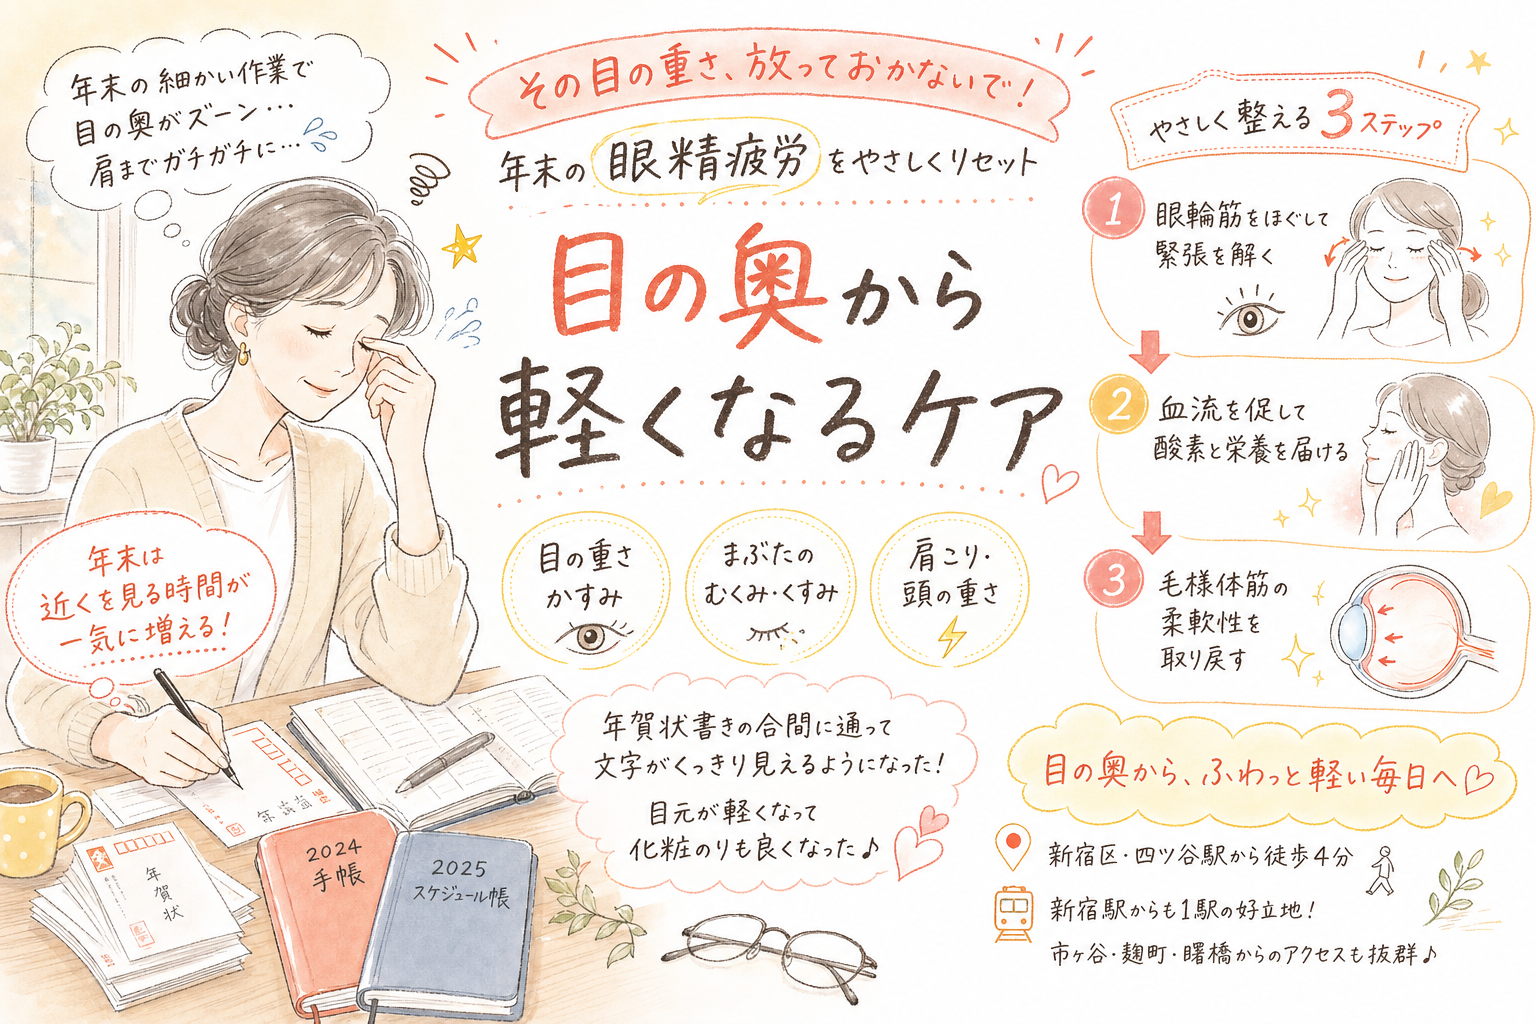 年末の細かい作業で
目の奥がズーン…
肩までガチガチに…
その目の重さ、放っておかないで！
年末の眼精疲労をやさしくリセット
目の奥から
軽くなるケア
年末は
近くを見る時間が
一気に増える！
目の重さ
かすみ
まぶたの
むくみ・くすみ
肩こり・
頭の重さ
年賀状書きの合間に通って
文字がくっきり見えるようになった！
目元が軽くなって
化粧のりも良くなった♪
やさしく整える3ステップ
1
眼輪筋をほぐして
緊張を解く
2
血流を促して
酸素と栄養を届ける
3
毛様体筋の
柔軟性を
取り戻す
目の奥から、ふわっと軽い毎日へ♡
新宿区・四ツ谷駅から徒歩4分
新宿駅からも1駅の好立地！
市ヶ谷・麹町・曙橋からのアクセスも抜群♪
年賀状
2024
手帳
2025
スケジュール帳